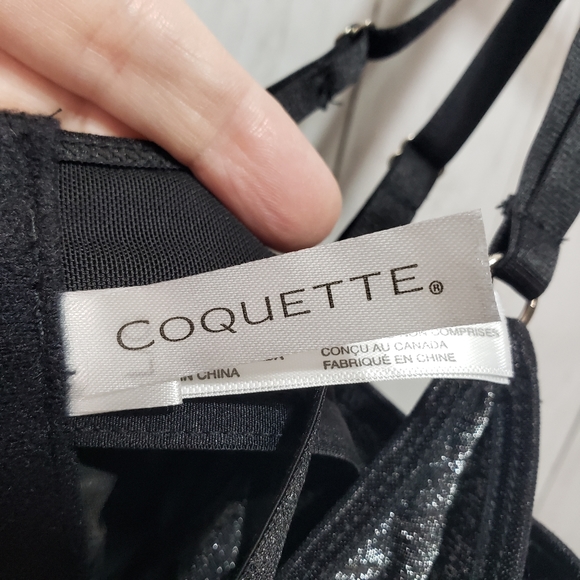 COQUETTE®
COMPRISES
CONÇU AU CANADA
IN CHINA
FABRIQUÉ EN CHINE